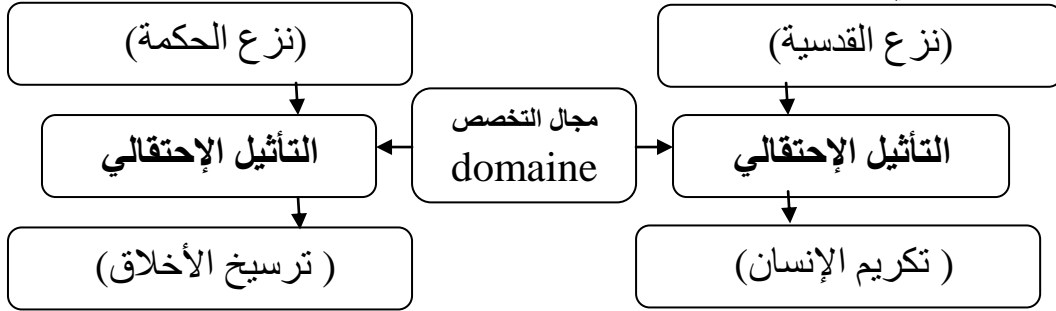 (نزع القدسية)
(نزع الحكمة)
مجال التخصص
domaine
التأثيل الإحتقالي
التأثيل الإحتقالي
( تكريم الإنسان)
( ترسيخ الأخلاق)